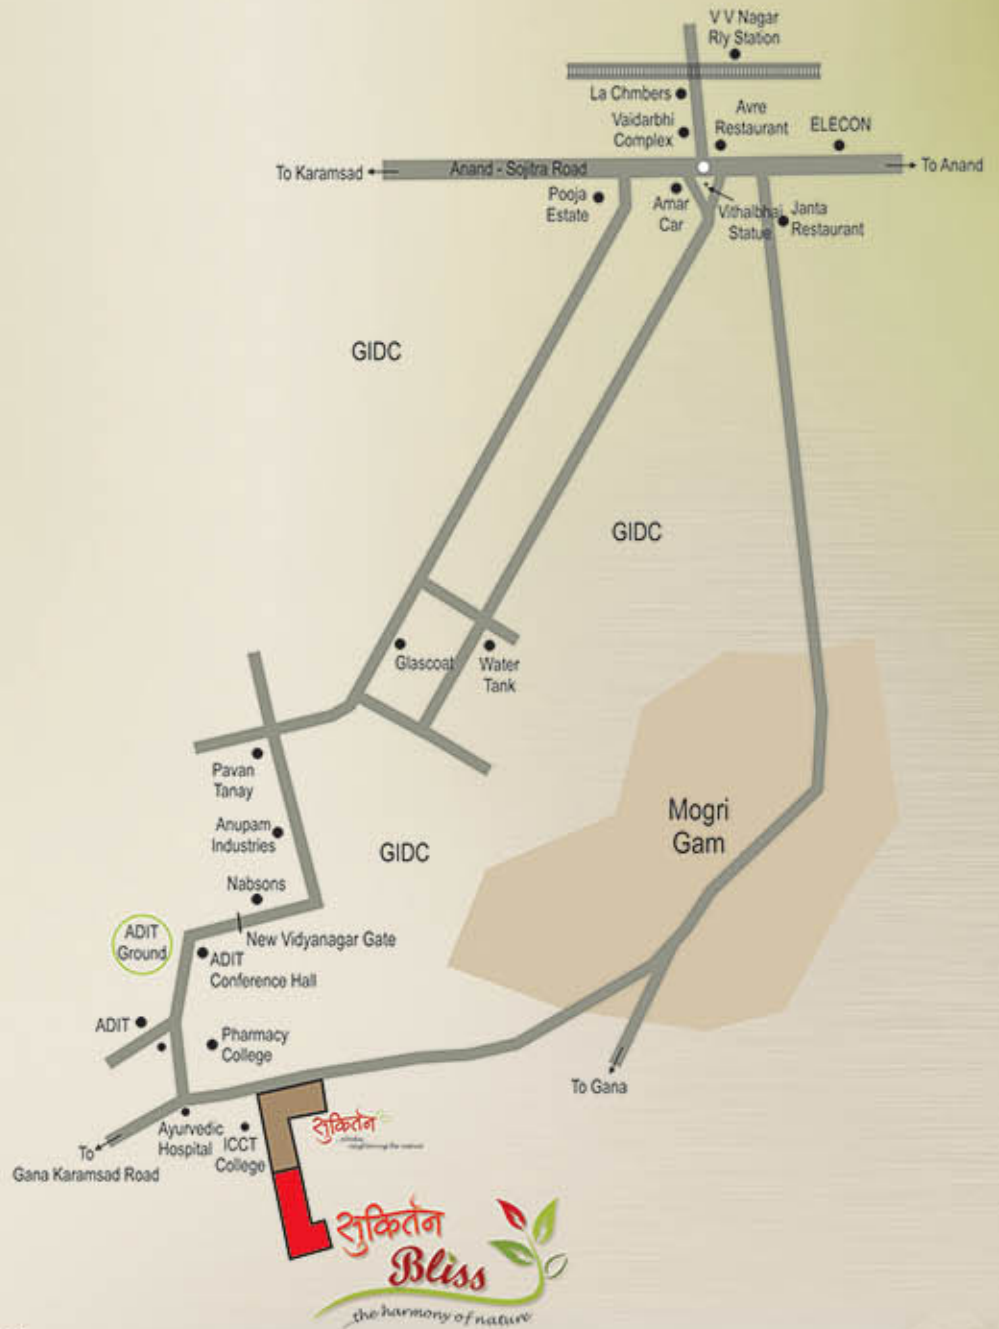 V V Nagar
Rly Station
La Chmbers
Vaidarbhi
Complex
Avre
Restaurant
ELECON
To Karamsad
Anand - Sojitra Road
To Anand
Pooja
Estate
Amar
Car
Vithalbhai
Statue
Janta
Restaurant
GIDC
GIDC
Glascoat
Water
Tank
Pavan
Tanay
Anupam
Industries
Mogri
Gam
GIDC
Nabsons
ADIT
Ground
New Vidyanagar Gate
ADIT
Conference Hall
ADIT
Pharmacy
College
To Gana
Ayurvedic
Hospital
ICCT
College
To
Gana Karamsad Road
सुकिर्तन
सुकिर्तन
Bliss
the harmony of nature